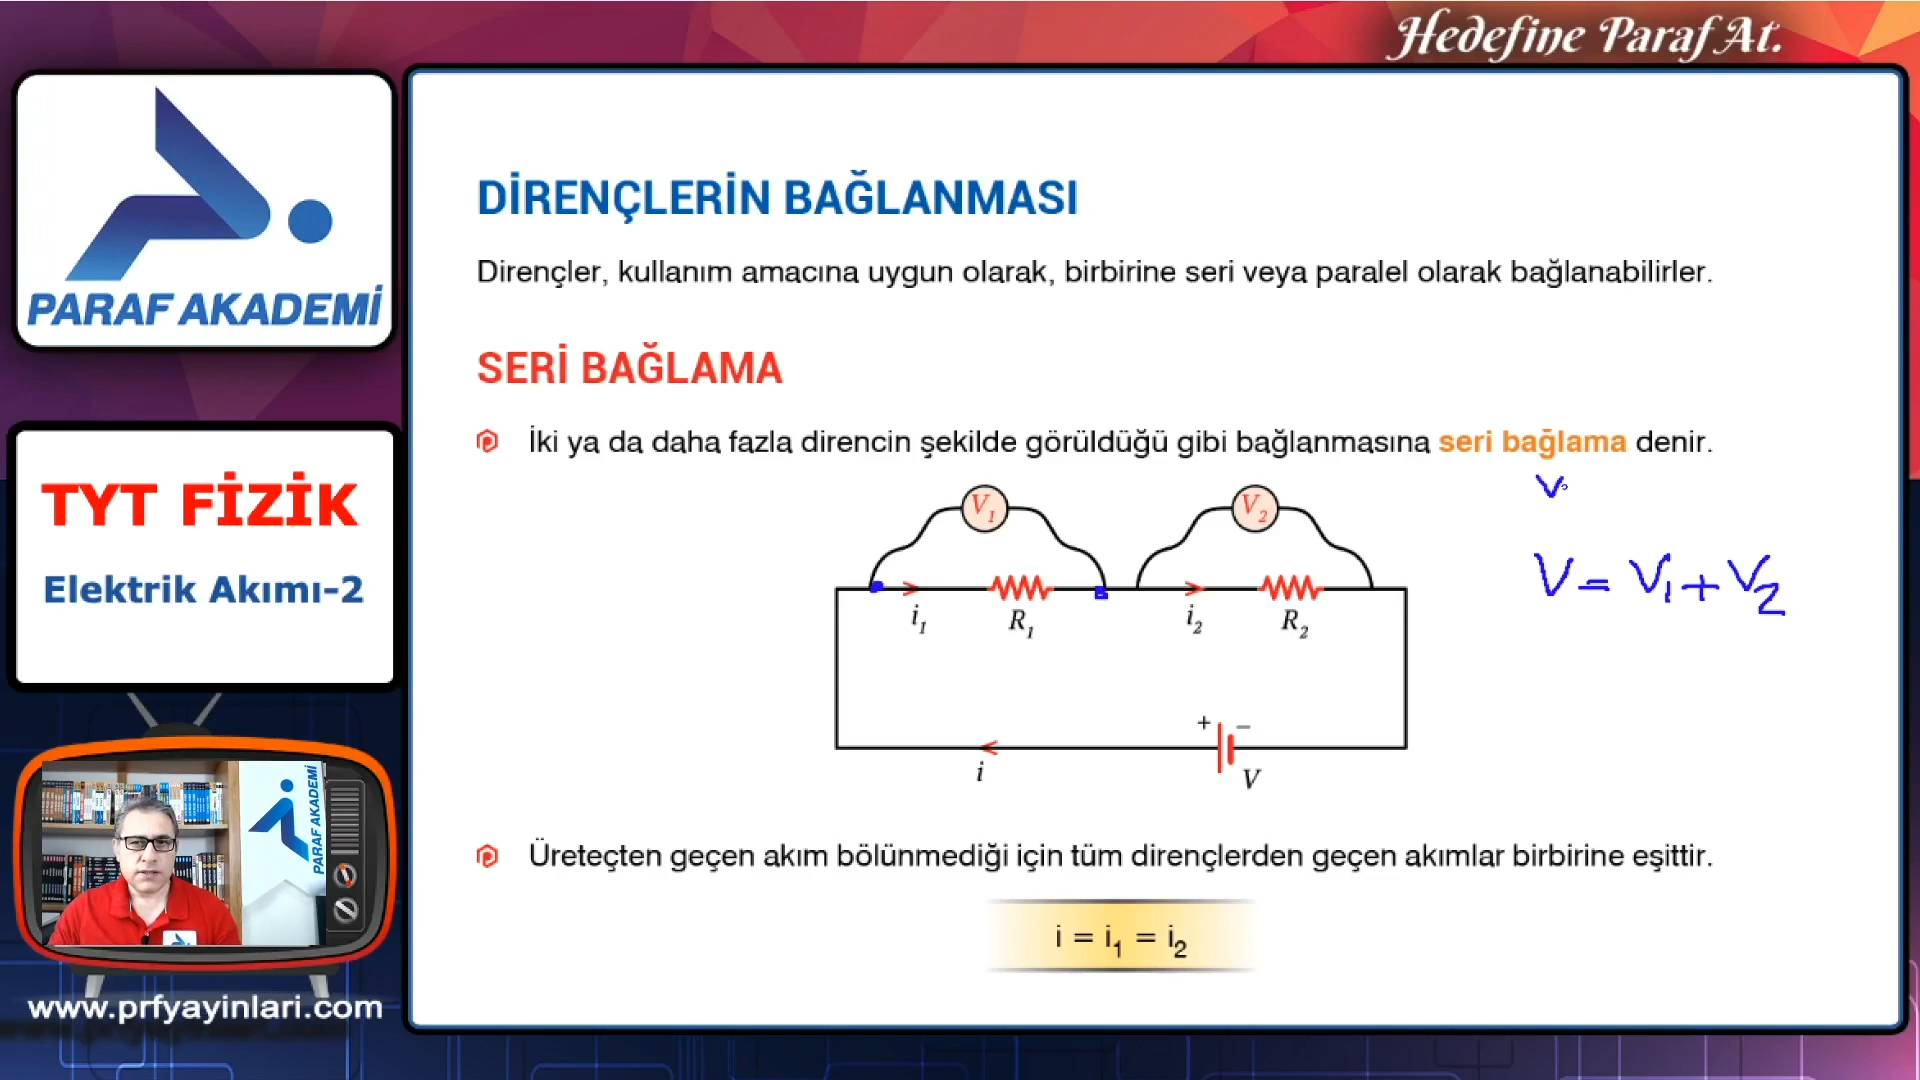 Hedefine Paraf At.
PARAF AKADEMİ
TYT FİZİK
Elektrik Akımı-2
PARAF AKADEMİ
www.prfyayinlari.com
DİRENÇLERİN BAĞLANMASI
Dirençler, kullanım amacına uygun olarak, birbirine seri veya paralel olarak bağlanabilirler.
SERİ BAĞLAMA
İki ya da daha fazla direncin şekilde görüldüğü gibi bağlanmasına seri bağlama denir.
V
V₁ V₂
V = V₁ + V₂
i₁ R₁ i₂ R₂
+ −
i V
Üreteçten geçen akım bölünmediği için tüm dirençlerden geçen akımlar birbirine eşittir.
i = i₁ = i₂